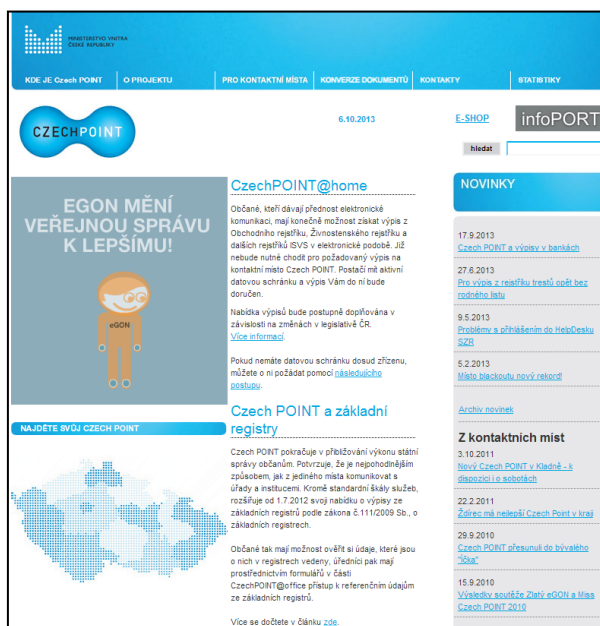 MINISTERSTVO VNITRA
ČESKÉ REPUBLIKY
KDE JE Czech POINT
O PROJEKTU
PRO KONTAKTNÍ MÍSTA
KONVERZE DOKUMENTŮ
KONTAKTY
STATISTIKY
CZECHPOINT
6.10.2013
E-SHOP
infoPORT
hledat
EGON MĚNÍ
VEŘEJNOU SPRÁVU
K LEPŠÍMU!
eGON
NAJDĚTE SVŮJ CZECH POINT
CzechPOINT@home
Občané, kteří dávají přednost elektronické
komunikaci, mají konečně možnost získat výpis z
Obchodního rejstříku, Živnostenského rejstříku a
dalších rejstříků ISVS v elektronické podobě. Již
nebude nutné chodit pro požadovaný výpis na
kontaktní místo Czech POINT. Postačí mít aktivní
datovou schránku a výpis Vám do ní bude
doručen.
Nabídka výpisů bude postupně doplňována v
závislosti na změnách v legislativě ČR.
Více informací.
Pokud nemáte datovou schránku dosud zřízenu,
můžete o ni požádat pomocí následujícího
postupu.
Czech POINT a základní
registry
Czech POINT pokračuje v přibližování výkonu státní
správy občanům. Potvrzuje, že je nejpohodlnějším
způsobem, jak z jediného místa komunikovat s
úřady a institucemi. Kromě standardní škály služeb,
rozšiřuje od 1.7.2012 svoji nabídku o výpisy ze
základních registrů podle zákona č.111/2009 Sb., o
základních registrech.
Občané tak mají možnost ověřit si údaje, které jsou
o nich v registrech vedeny, úředníci pak mají
prostřednictvím formulářů v části
CzechPOINT@office přístup k referenčním údajům
ze základních registrů.
Více se dočtete v článku zde.
NOVINKY
17.9.2013
Czech POINT a výpisy v bankách
27.6.2013
Pro výpis z rejstříku trestů opět bez
rodného listu
9.5.2013
Problémy s přihlášením do HelpDesku
SZR
5.2.2013
Místo blackoutu nový rekord!
Archiv novinek
Z kontaktních míst
3.10.2011
Nový Czech POINT v Kladně - k
dispozici i o sobotách
22.2.2011
Ždírec má nejlepší Czech Point v kraji
29.9.2010
Czech POINT přesunuli do bývalého
"Íčka"
15.9.2010
Výsledky soutěže Zlatý eGON a Miss
Czech POINT 2010